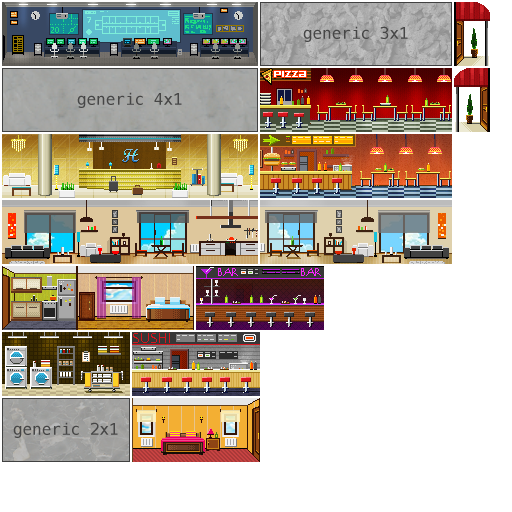 generic 3x1
generic 4x1
PIZZA
H
BAR
BAR
SUSHI
generic 2x1